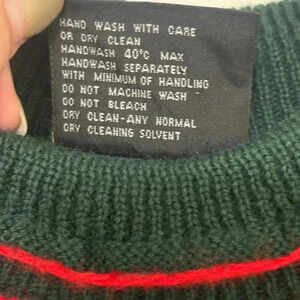 HAND WASH WITH CARE
OR DRY CLEAN
HANDWASH 40°C MAX
HANDWASH SEPARATELY
WITH MINIMUM OF HANDLING
DO NOT MACHINE WASH
DO NOT BLEACH
DRY CLEAN-ANY NORMAL
DRY CLEANING SOLVENT